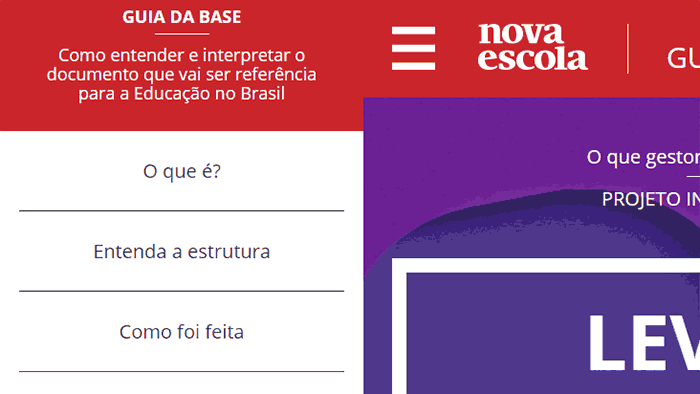 GUIA DA BASE
Como entender e interpretar o
documento que vai ser referência
para a Educação no Brasil
O que é?
Entenda a estrutura
Como foi feita
nova
escola
GU
O que gestor
PROJETO IN
LEV